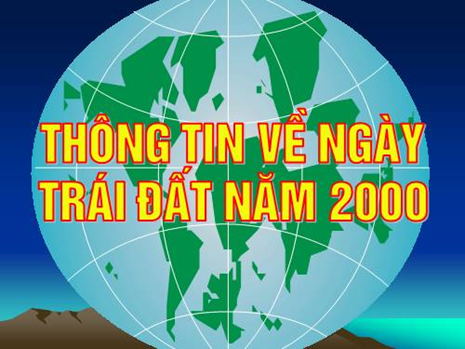 THÔNG TIN VỀ NGÀY
TRÁI ĐẤT NĂM 2000